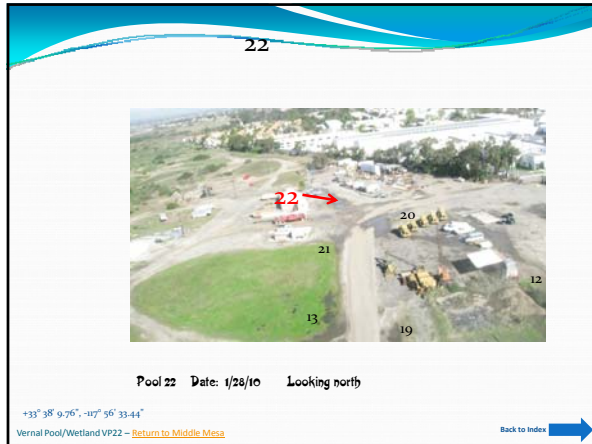 22
22
20
21
12
13
19
Pool 22 Date: 1/28/10 Looking north
+33° 38' 9.76", -117° 56' 33.44"
Vernal Pool/Wetland VP22 – Return to Middle Mesa
Back to Index